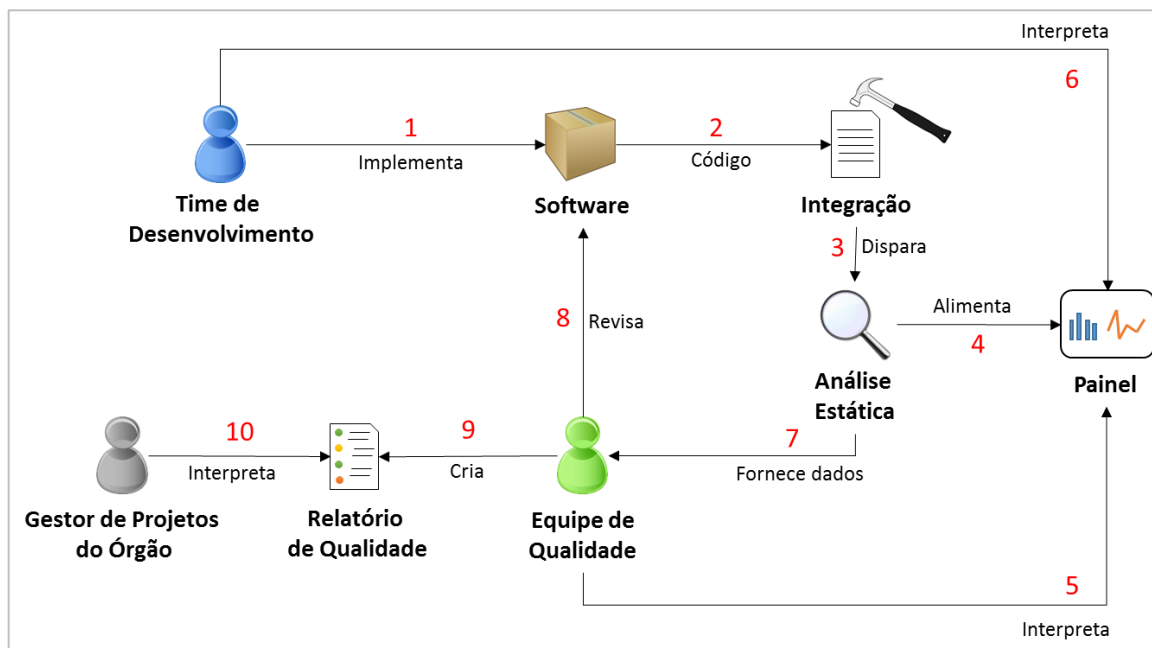 Interpreta
6
1
2
Implementa
Código
Time de
Desenvolvimento
Software
Integração
3
Dispara
8
Revisa
Alimenta
4
Análise
Estática
Painel
10
9
7
Interpreta
Cria
Fornece dados
Gestor de Projetos
do Órgão
Relatório
de Qualidade
Equipe de
Qualidade
5
Interpreta